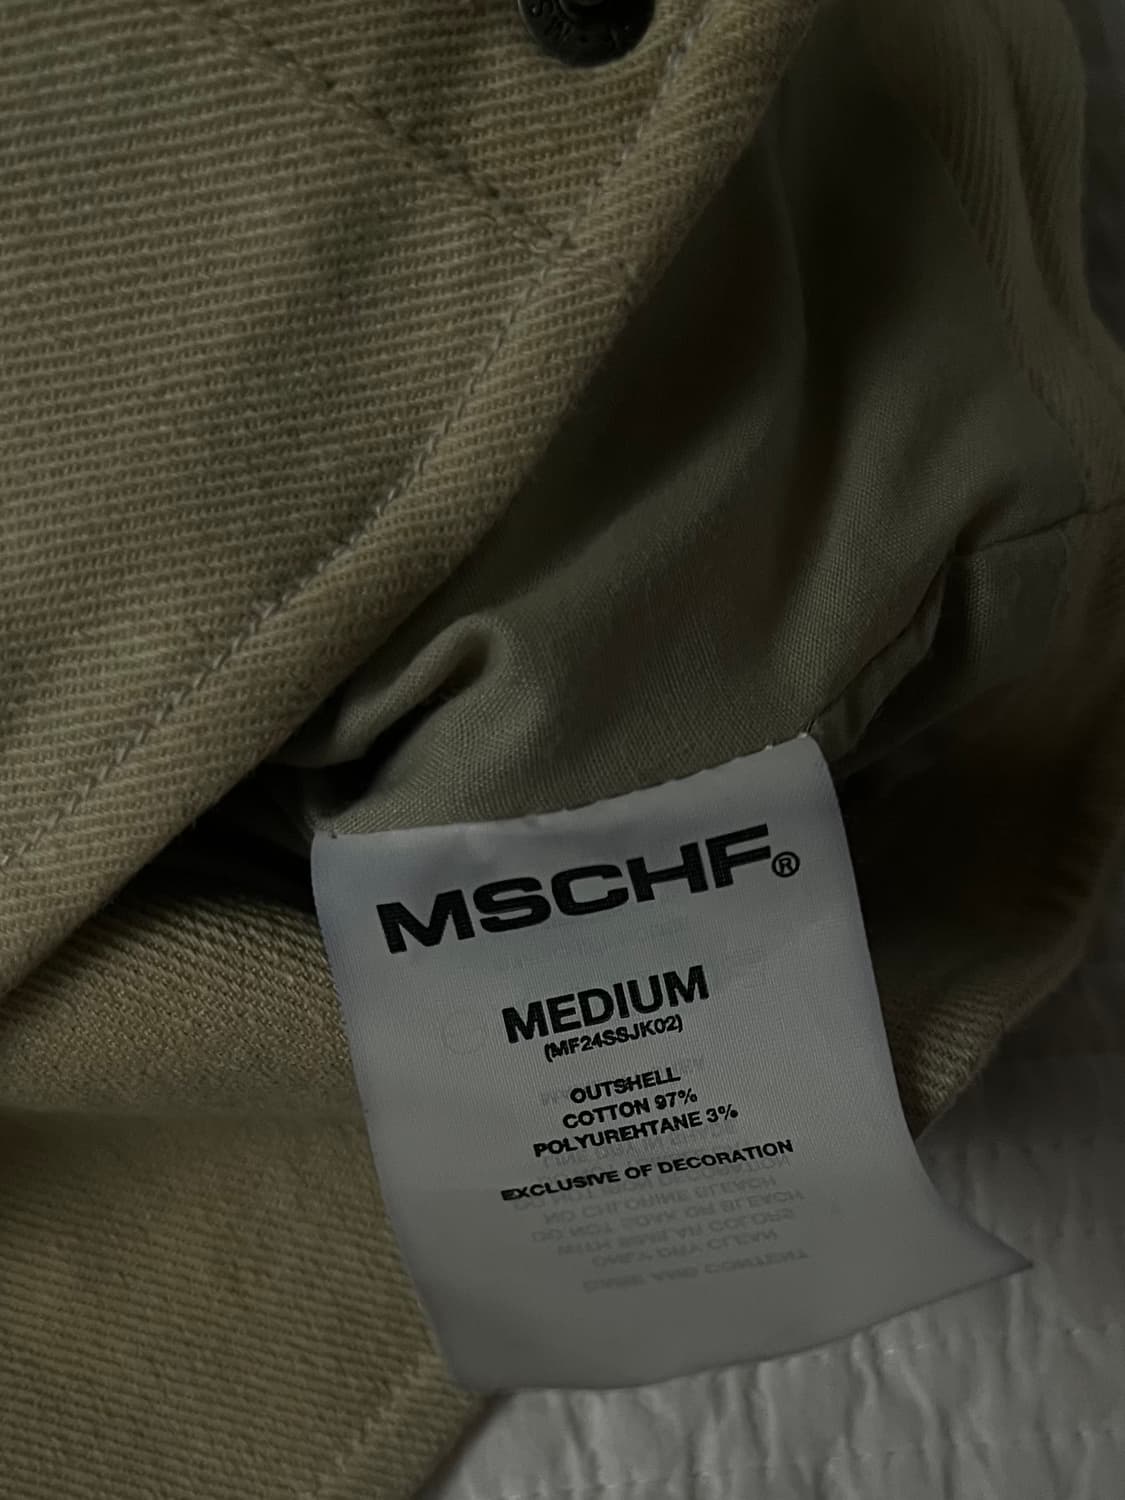 MSCHF®
MEDIUM
(MF24SSJK02)
OUTSHELL
COTTON 97%
POLYUREHTANE 3%
EXCLUSIVE OF DECORATION